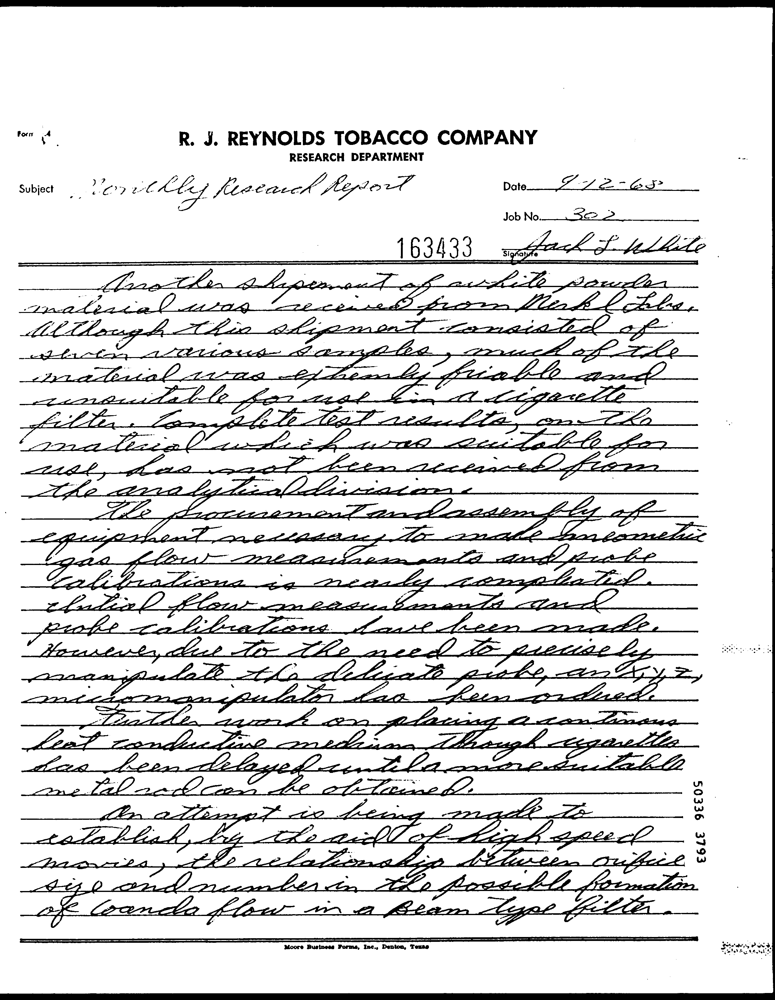 Form
R. J. REYNOLDS TOBACCO COMPANY
RESEARCH DEPARTMENT
Subject Monthly Research Report
Date 9-12-68
Job No. 302
163433
Signature Jack L. White
Another shipement of white powder
material was received from Merk & Labs.
Although this shipment consisted of
seven various samples, much of the
material was extremly friable and
unsuitable for use in a cigarette
filter. Complete test results, on the
material which was suitable for
use, has not been received from
the analytical division.
The procurement and assembly of
equipment necessary to make
gas flow measurements and probe
calibrations is nearly completed.
Initial flow measurements and
probe calibrations have been made.
However, due to the need to precisely
manipulate the delicate probe, an X, Y, Z,
micromanipulator has been ordered.
Further work on placing a continous
heat conductive medium through cigarettes
has been delayed until a more suitable
metal rod can be obtained.
An attempt is being made to
establish, by the aid of high speed
movies, the relationship between orifice
size and number in the possible formation
of Coanda flow in a Beam type filter.
50336 3793
Moore Business Forms, Inc., Denton, Texas